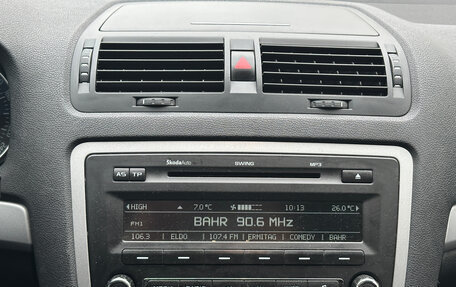 ŠkodaAuto SWING MP3
AS TP
HIGH 7.0°C 10:13 26.0°C
FM1
BAHR 90.6 MHz
106.3 | ELDO | 107.4 FM | ERMITAG | COMEDY | BAHR